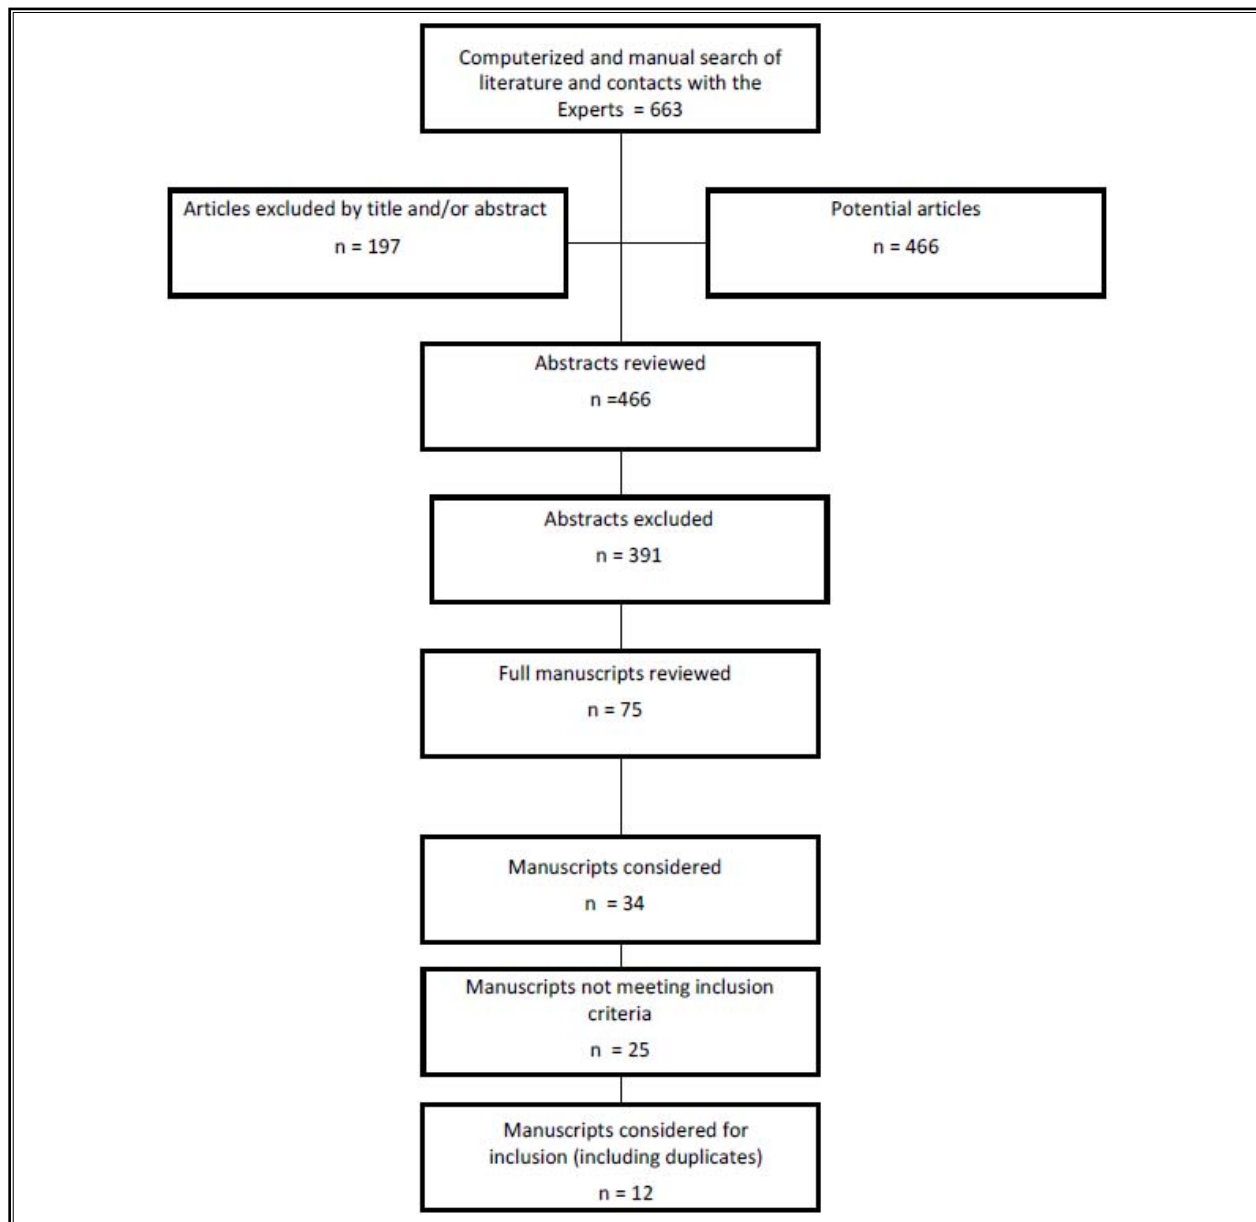 Computerized and manual search of
literature and contacts with the
Experts = 663
Articles excluded by title and/or abstract
n = 197
Potential articles
n = 466
Abstracts reviewed
n =466
Abstracts excluded
n = 391
Full manuscripts reviewed
n = 75
Manuscripts considered
n = 34
Manuscripts not meeting inclusion
criteria
n = 25
Manuscripts considered for
inclusion (including duplicates)
n = 12